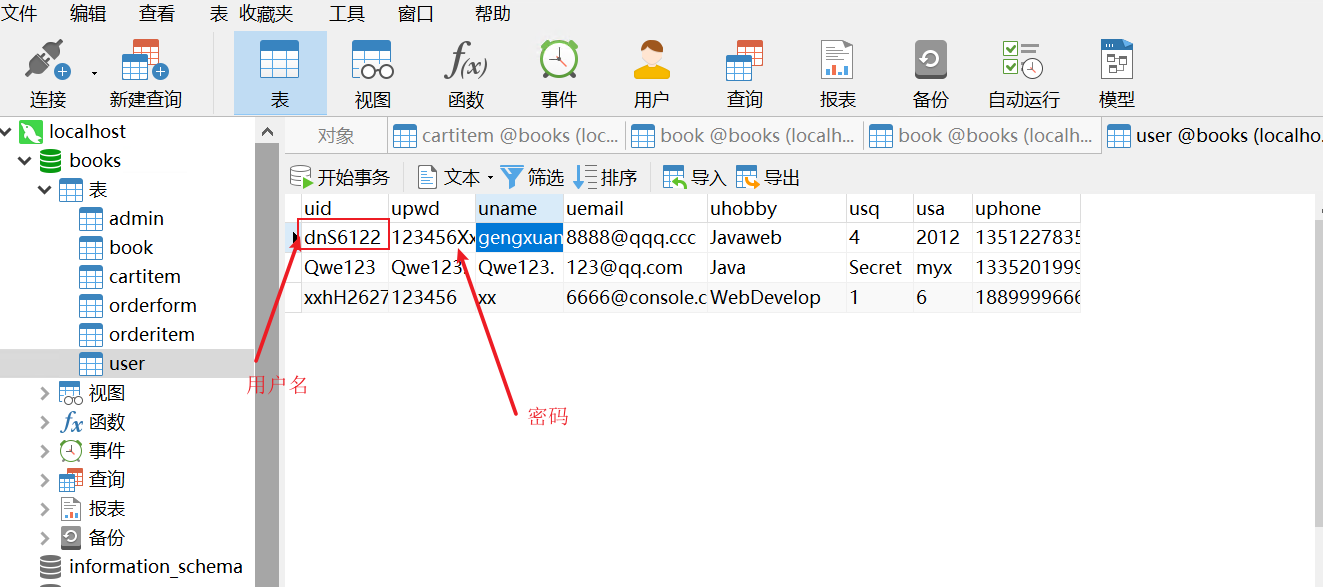 文件 编辑 查看 表 收藏夹 工具 窗口 帮助
连接 新建查询 表 视图 函数 事件 用户 查询 报表 备份 自动运行 模型
f(x)
localhost
books
表
admin
book
cartitem
orderform
orderitem
user
视图
fx 函数
事件
查询
报表
备份
information_schema
对象 cartitem @books (loc... book @books (localh... book @books (localh... user @books (localho.
开始事务 文本 筛选 排序 导入 导出
uid upwd uname uemail uhobby usq usa uphone
dnS6122 123456Xx gengxuan 8888@qqq.ccc Javaweb 4 2012 1351227835
Qwe123 Qwe123. Qwe123. 123@qq.com Java Secret myx 1335201999
xxhH2627 123456 xx 6666@console.c WebDevelop 1 6 1889999666
用户名
密码